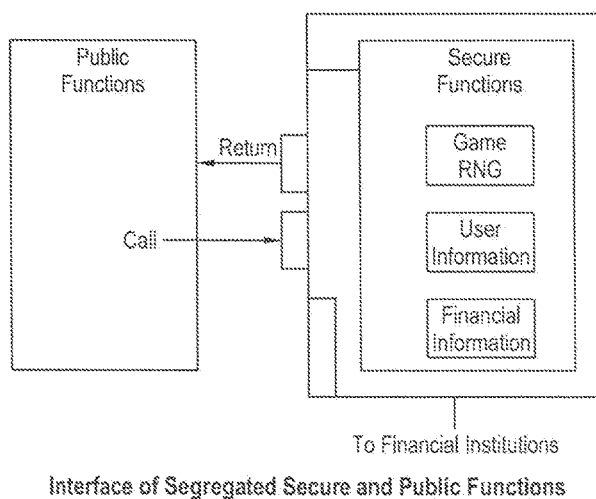 Public
Functions
Secure
Functions
Return
Game
RNG
Call
User
Information
Financial
Information
To Financial Institutions
Interface of Segregated Secure and Public Functions